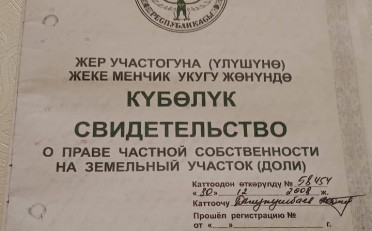 РЕСПУБЛИКАСЫ
ЖЕР УЧАСТОГУНА (ҮЛҮШҮНӨ)
ЖЕКЕ МЕНЧИК УКУГУ ЖӨНҮНДӨ
КҮБӨЛҮК
СВИДЕТЕЛЬСТВО
О ПРАВЕ ЧАСТНОЙ СОБСТВЕННОСТИ
НА ЗЕМЕЛЬНЫЙ УЧАСТОК (ДОЛИ)
Каттоодон өткөрүлдү № 58454
«30» 12 2008 ж.
Каттоочу
Прошёл регистрацию №
от « » г.